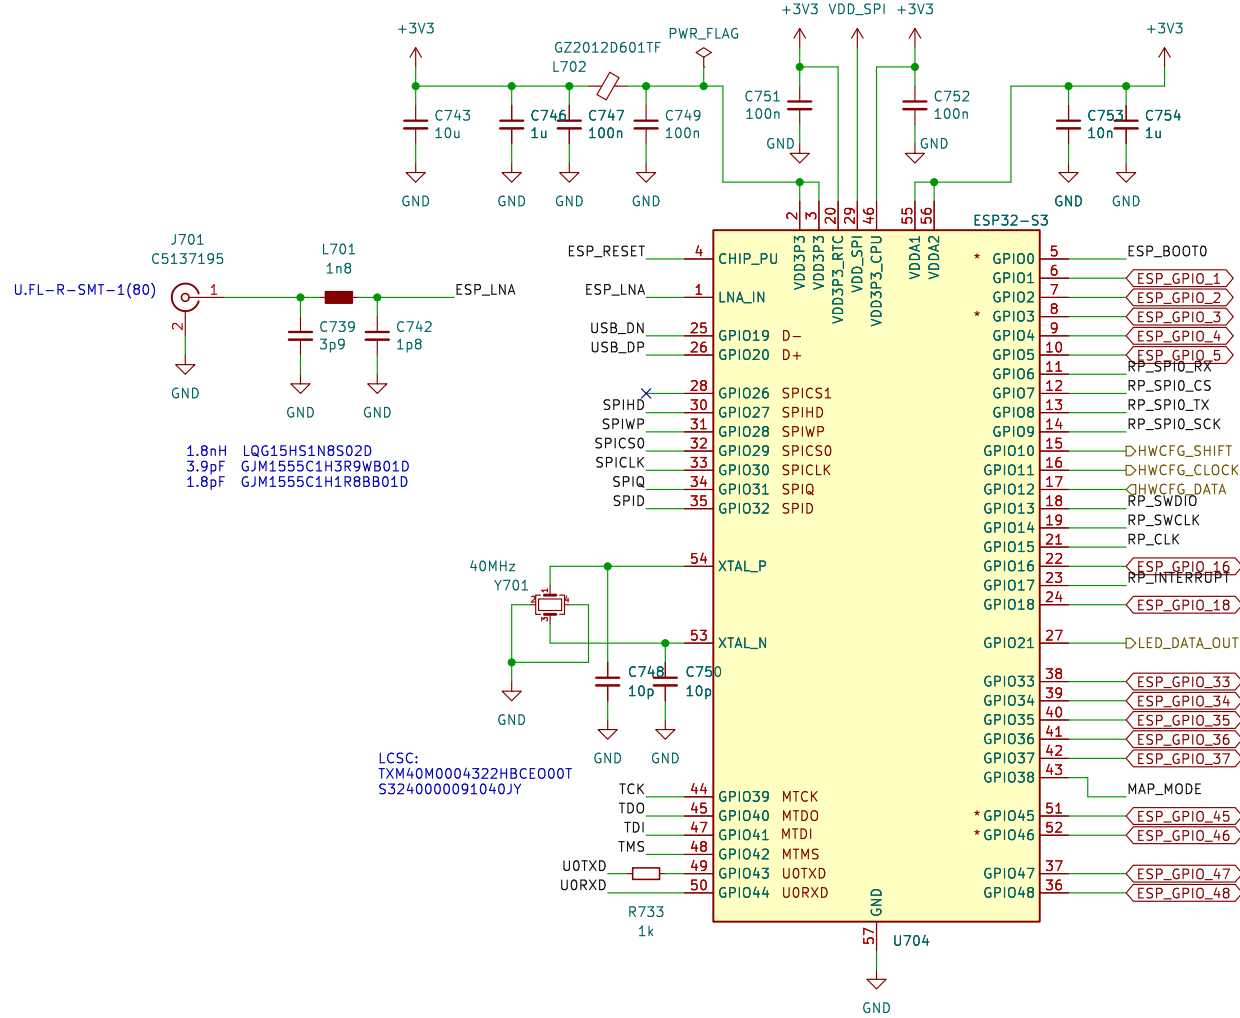 +3V3 VDD_SPI +3V3
+3V3
GZ2012D601TF
L702
PWR_FLAG
+3V3
C743
10u
C746
1u
C747
100n
C749
100n
C751
100n
C752
100n
C753
10n
C754
1u
GND
GND
GND
GND
GND
GND
GND
GND
2
3
20
29
46
55
56
ESP32-S3
VDD3P3
VDD3P3
VDD3P3_RTC
VDD_SPI
VDD3P3_CPU
VDDA1
VDDA2
J701
C5137195
U.FL-R-SMT-1(80)
1
2
GND
L701
1n8
ESP_LNA
C739
3p9
C742
1p8
GND
GND
1.8nH LQG15HS1N8S02D
3.9pF GJM1555C1H3R9WB01D
1.8pF GJM1555C1H1R8BB01D
ESP_RESET 4 CHIP_PU
ESP_LNA 1 LNA_IN
USB_DN 25 GPIO19 D-
USB_DP 26 GPIO20 D+
28 GPIO26 SPICS1
SPIHD 30 GPIO27 SPIHD
SPIWP 31 GPIO28 SPIWP
SPICS0 32 GPIO29 SPICS0
SPICLK 33 GPIO30 SPICLK
SPIQ 34 GPIO31 SPIQ
SPID 35 GPIO32 SPID
54 XTAL_P
53 XTAL_N
40MHz
Y701
1
2
3
4
GND
C748
10p
C750
10p
GND
GND
LCSC:
TXM40M0004322HBCEO00T
S3240000091040JY
TCK 44 GPIO39 MTCK
TDO 45 GPIO40 MTDO
TDI 47 GPIO41 MTDI
TMS 48 GPIO42 MTMS
U0TXD 49 GPIO43 U0TXD
U0RXD 50 GPIO44 U0RXD
R733
1k
* GPIO0 5 ESP_BOOT0
GPIO1 6 ESP_GPIO_1
GPIO2 7 ESP_GPIO_2
* GPIO3 8 ESP_GPIO_3
GPIO4 9 ESP_GPIO_4
GPIO5 10 ESP_GPIO_5
GPIO6 11 RP_SPI0_RX
GPIO7 12 RP_SPI0_CS
GPIO8 13 RP_SPI0_TX
GPIO9 14 RP_SPI0_SCK
GPIO10 15 HWCFG_SHIFT
GPIO11 16 HWCFG_CLOCK
GPIO12 17 HWCFG_DATA
GPIO13 18 RP_SWDIO
GPIO14 19 RP_SWCLK
GPIO15 21 RP_CLK
GPIO16 22 ESP_GPIO_16
GPIO17 23 RP_INTERRUPT
GPIO18 24 ESP_GPIO_18
GPIO21 27 LED_DATA_OUT
GPIO33 38 ESP_GPIO_33
GPIO34 39 ESP_GPIO_34
GPIO35 40 ESP_GPIO_35
GPIO36 41 ESP_GPIO_36
GPIO37 42 ESP_GPIO_37
GPIO38 43 MAP_MODE
* GPIO45 51 ESP_GPIO_45
* GPIO46 52 ESP_GPIO_46
GPIO47 37 ESP_GPIO_47
GPIO48 36 ESP_GPIO_48
GND
57
U704
GND